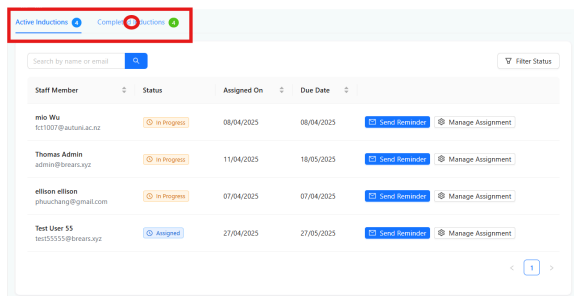 Active Inductions 4 Completed Inductions 4
Search by name or email Filter Status
Staff Member Status Assigned On Due Date
mio Wu
fct1007@autuni.ac.nz In Progress 08/04/2025 08/04/2025 Send Reminder Manage Assignment
Thomas Admin
admin@brears.xyz In Progress 11/04/2025 18/05/2025 Send Reminder Manage Assignment
ellison ellison
phuuchang@gmail.com In Progress 07/04/2025 07/04/2025 Send Reminder Manage Assignment
Test User 55
test55555@brears.xyz Assigned 27/04/2025 27/05/2025 Send Reminder Manage Assignment
< 1 >